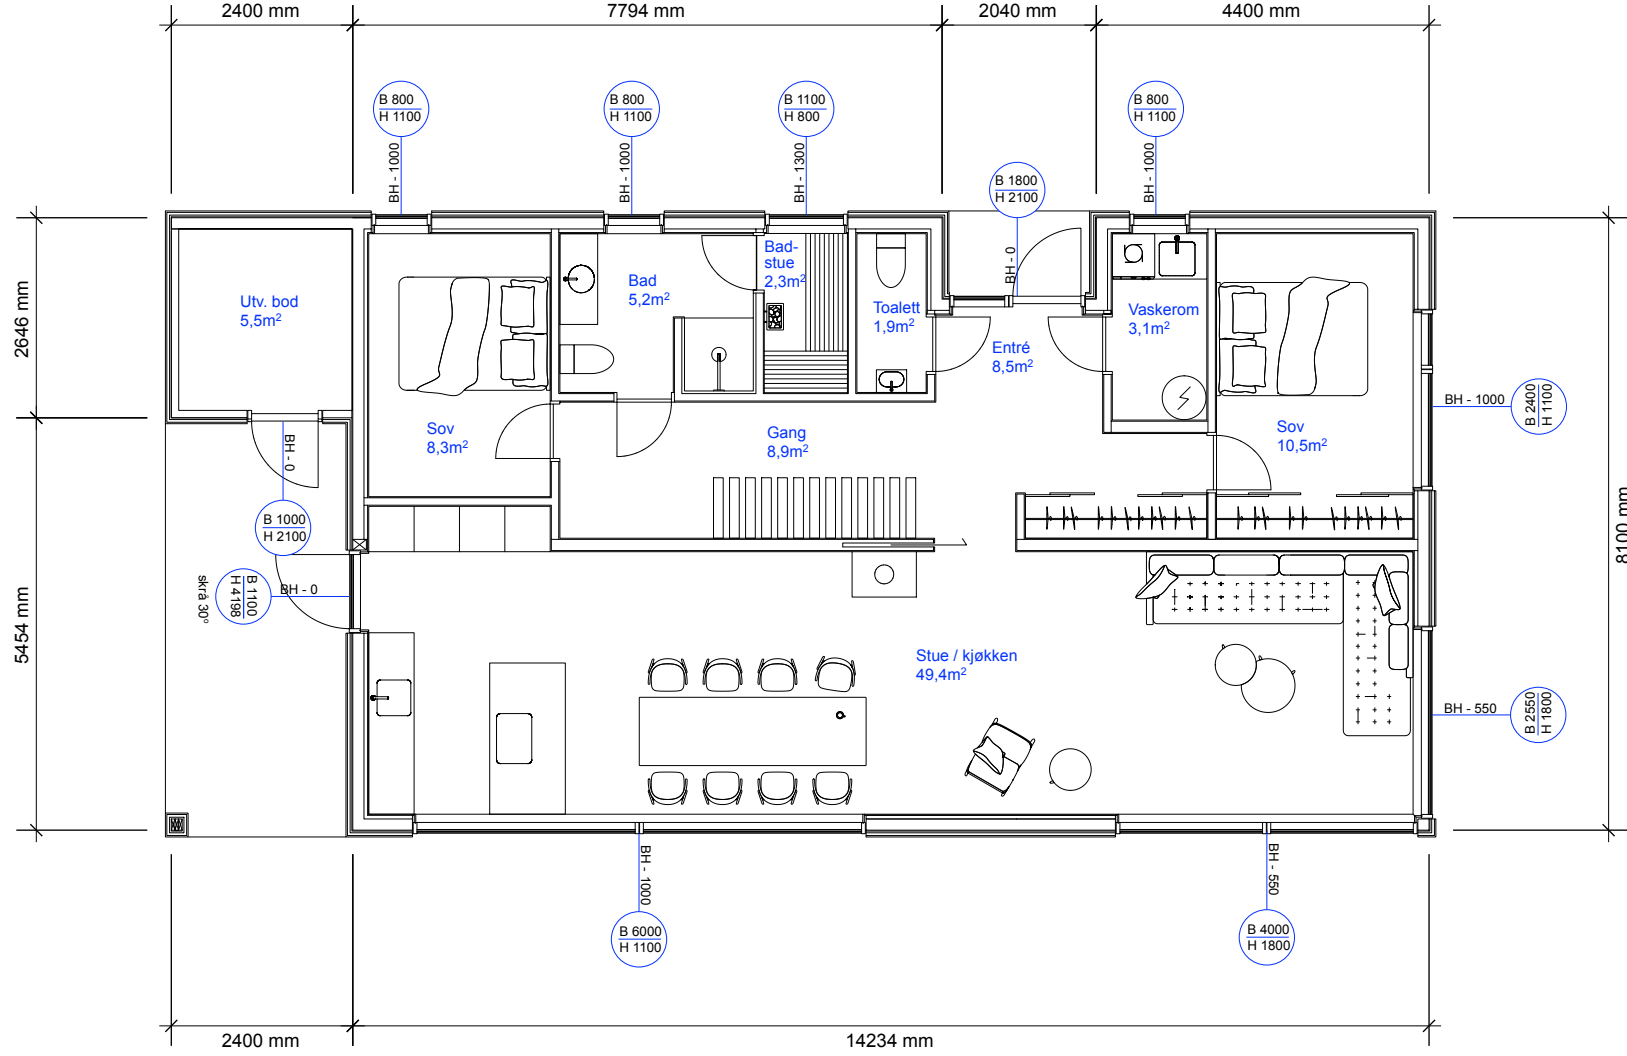 2400 mm
7794 mm
2040 mm
4400 mm
B 800
H 1100
BH - 1000
B 800
H 1100
BH - 1000
B 1100
H 800
BH - 1300
B 1800
H 2100
BH - 0
B 800
H 1100
BH - 1000
2646 mm
5454 mm
8100 mm
Utv. bod
5,5m²
Bad
5,2m²
Bad-
stue
2,3m²
Toalett
1,9m²
Entré
8,5m²
Vaskerom
3,1m²
Sov
8,3m²
Gang
8,9m²
Sov
10,5m²
BH - 1000
B 2400
H 1100
BH - 0
B 1000
H 2100
B 1100
H 4198
BH - 0
skrå 30°
Stue / kjøkken
49,4m²
BH - 550
B 2550
H 1800
BH - 1000
B 6000
H 1100
BH - 550
B 4000
H 1800
2400 mm
14234 mm